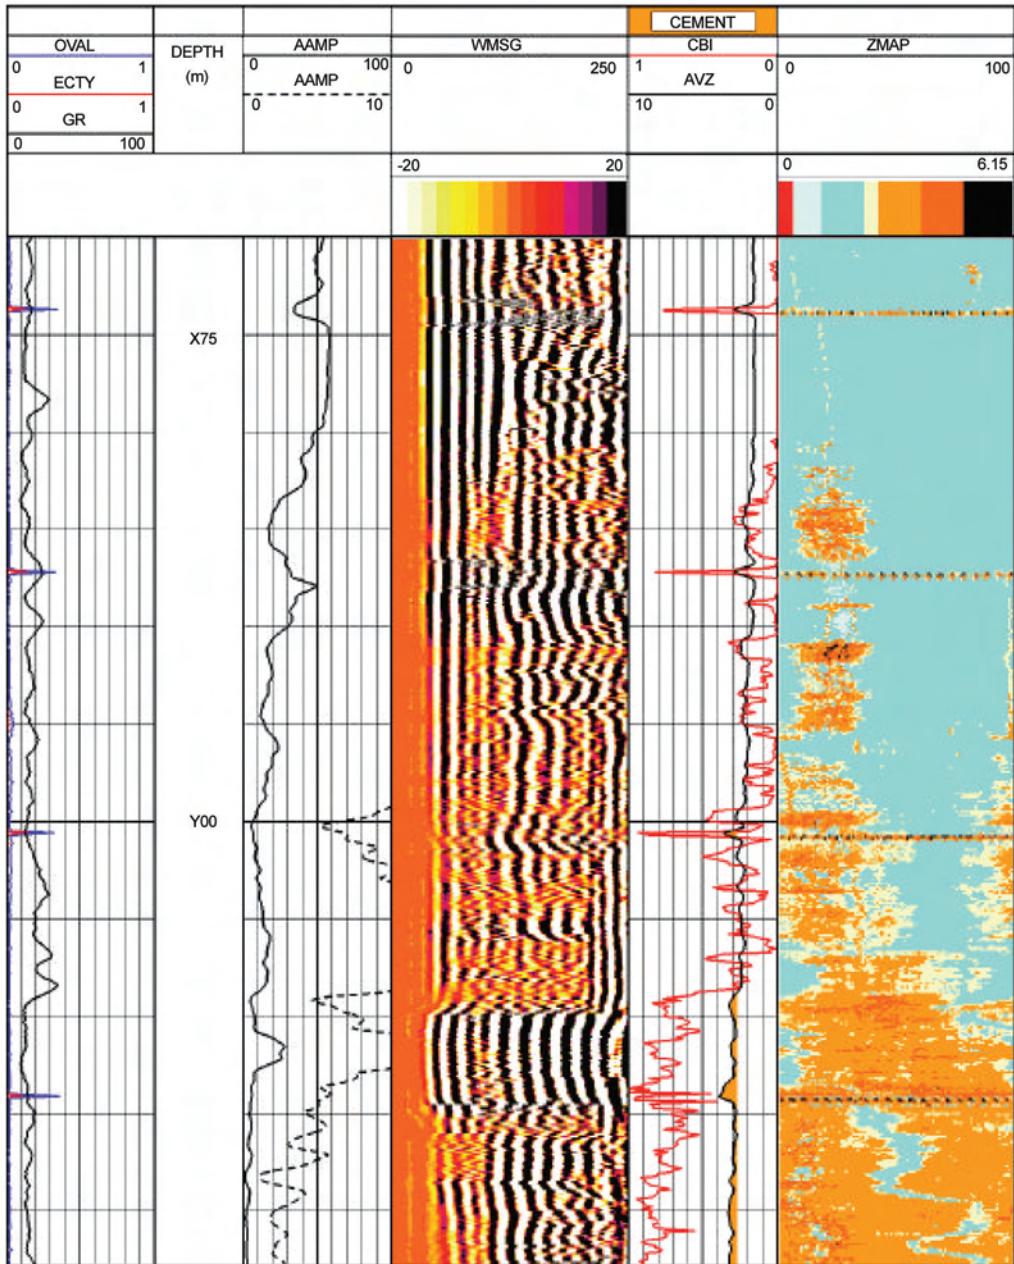 CEMENT
OVAL
0 1
ECTY
0 1
GR
0 100
DEPTH
(m)
AAMP
0 100
AAMP
0 10
WMSG
0 250
-20 20
CBI
1 0
AVZ
10 0
ZMAP
0 100
0 6.15
X75
Y00